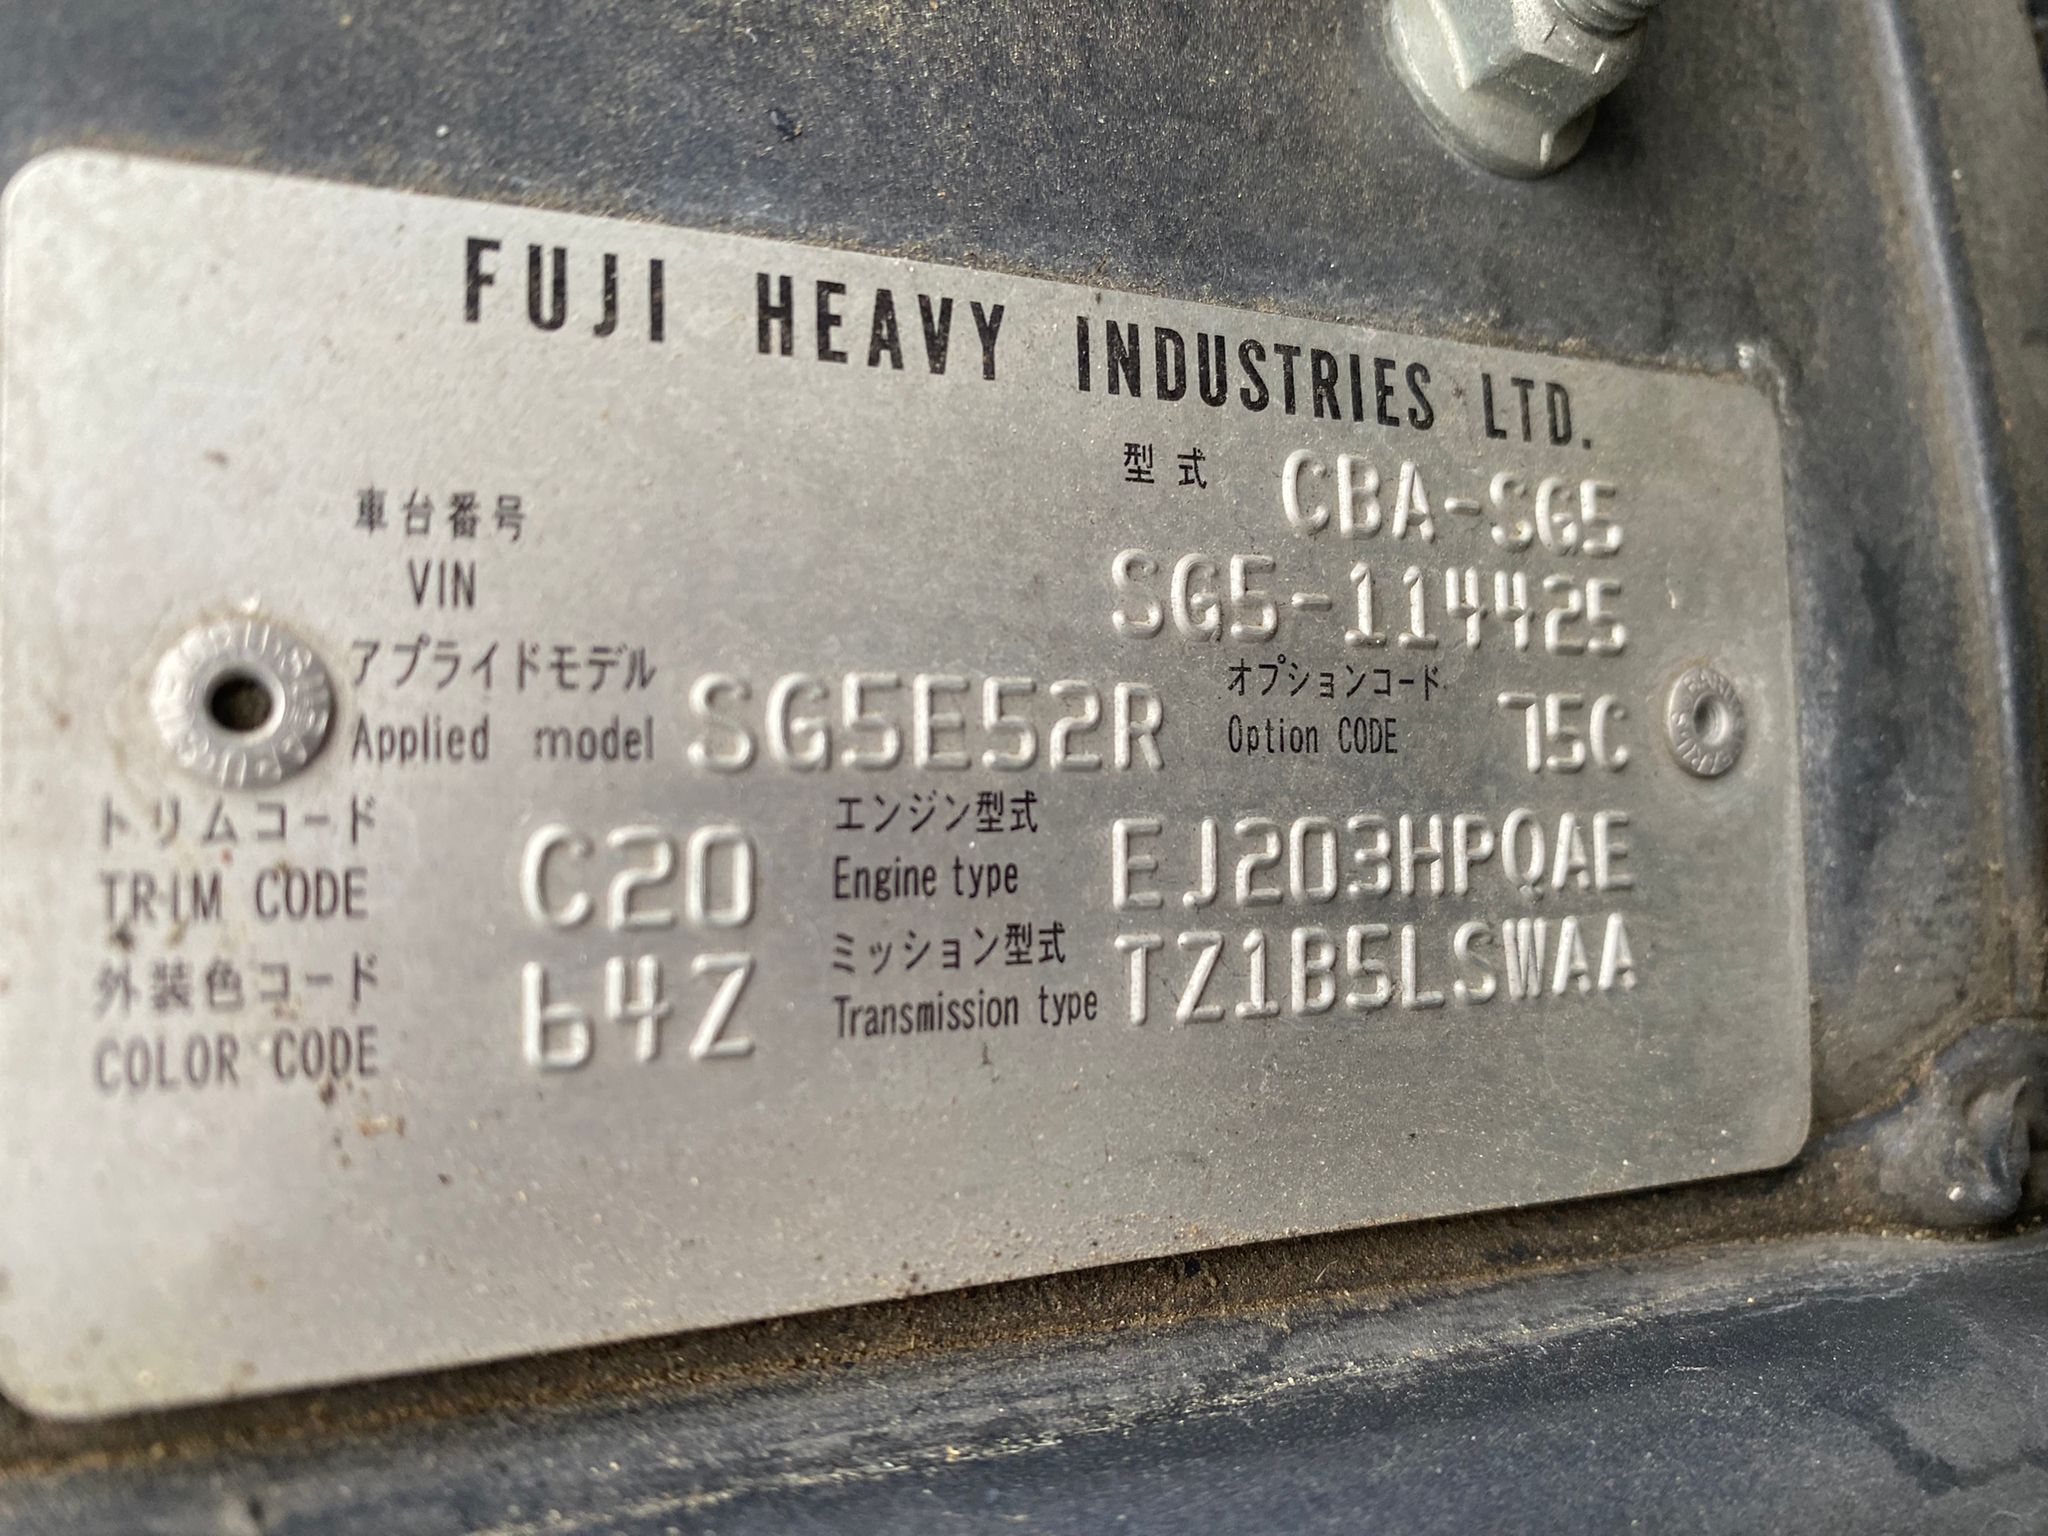 FUJI HEAVY INDUSTRIES LTD.
型式 CBA-SG5
車台番号
VIN SG5-114425
アプライドモデル
Applied model SG5E52R
オプションコード
Option CODE 75C
トリムコード
TRIM CODE C20
エンジン型式
Engine type EJ203HPQAE
外装色コード
COLOR CODE 64Z
ミッション型式
Transmission type TZ1B5LSWAA